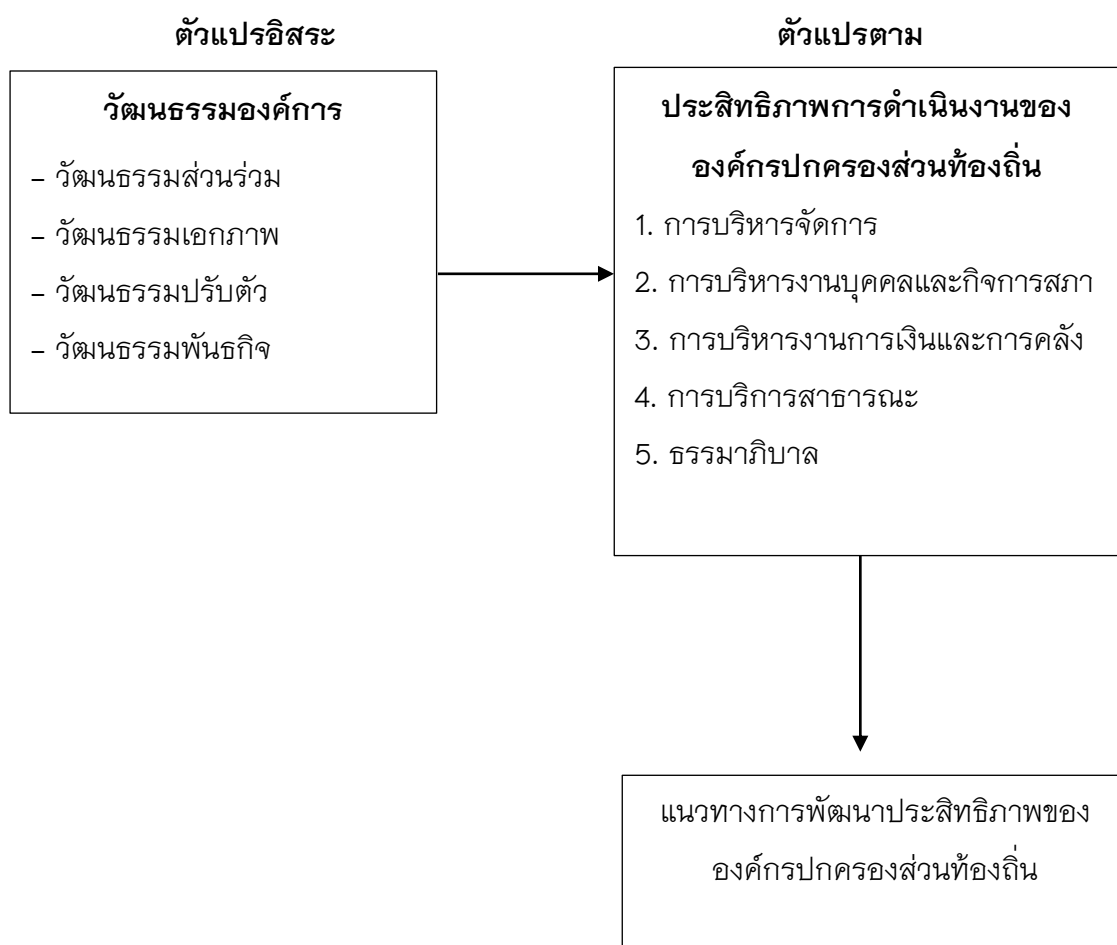 ตัวแปรอิสระ
วัฒนธรรมองค์การ
– วัฒนธรรมส่วนร่วม
– วัฒนธรรมเอกภาพ
– วัฒนธรรมปรับตัว
– วัฒนธรรมพันธกิจ
ตัวแปรตาม
ประสิทธิภาพการดำเนินงานของ
องค์กรปกครองส่วนท้องถิ่น
1. การบริหารจัดการ
2. การบริหารงานบุคคลและกิจการสภา
3. การบริหารงานการเงินและการคลัง
4. การบริการสาธารณะ
5. ธรรมาภิบาล
แนวทางการพัฒนาประสิทธิภาพของ
องค์กรปกครองส่วนท้องถิ่น